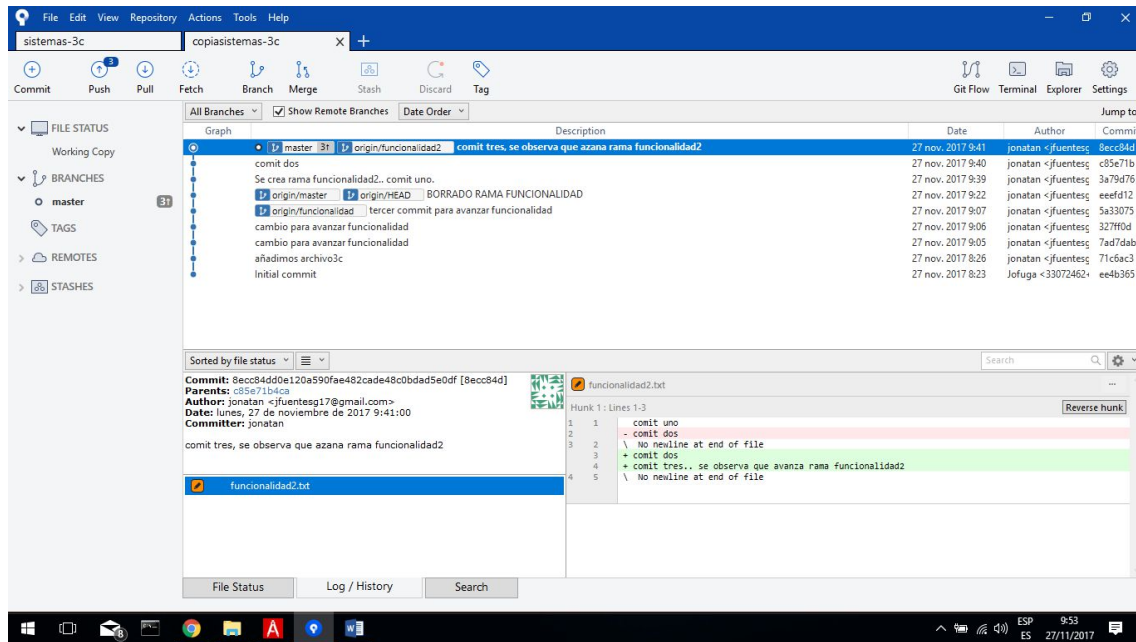 File Edit View Repository Actions Tools Help
sistemas-3c copiasistemas-3c
3
Commit Push Pull Fetch Branch Merge Stash Discard Tag Git Flow Terminal Explorer Settings
All Branches Show Remote Branches Date Order Jump to
FILE STATUS
Working Copy
BRANCHES
master 3↑
TAGS
REMOTES
STASHES
Graph Description Date Author Commi
master 3↑ origin/funcionalidad2 comit tres, se observa que azana rama funcionalidad2 27 nov. 2017 9:41 jonatan <jfuentesg 8ecc84d
comit dos 27 nov. 2017 9:40 jonatan <jfuentesg c85e71b
Se crea rama funcionalidad2.. comit uno. 27 nov. 2017 9:39 jonatan <jfuentesg 3a79d76
origin/master origin/HEAD BORRADO RAMA FUNCIONALIDAD 27 nov. 2017 9:22 jonatan <jfuentesg eeefd12
origin/funcionalidad tercer commit para avanzar funcionalidad 27 nov. 2017 9:07 jonatan <jfuentesg 5a33075
cambio para avanzar funcionalidad 27 nov. 2017 9:06 jonatan <jfuentesg 327ff0d
cambio para avanzar funcionalidad 27 nov. 2017 9:05 jonatan <jfuentesg 7ad7dab
añadimos archivo3c 27 nov. 2017 8:26 jonatan <jfuentesg 71c6ac3
Initial commit 27 nov. 2017 8:23 Jofuga <33072462+ ee4b365
Sorted by file status Search
Commit: 8ecc84dd0e120a590fae482cade48c0bdad5e0df [8ecc84d]
Parents: c85e71b4ca
Author: jonatan <jfuentesg17@gmail.com>
Date: lunes, 27 de noviembre de 2017 9:41:00
Committer: jonatan
comit tres, se observa que azana rama funcionalidad2
funcionalidad2.txt
funcionalidad2.txt
Hunk 1 : Lines 1-3 Reverse hunk
1 1 comit uno
2 - comit dos
3 2 \ No newline at end of file
3 + comit dos
4 + comit tres.. se observa que avanza rama funcionalidad2
4 5 \ No newline at end of file
File Status Log / History Search
8
ESP 9:53
ES 27/11/2017